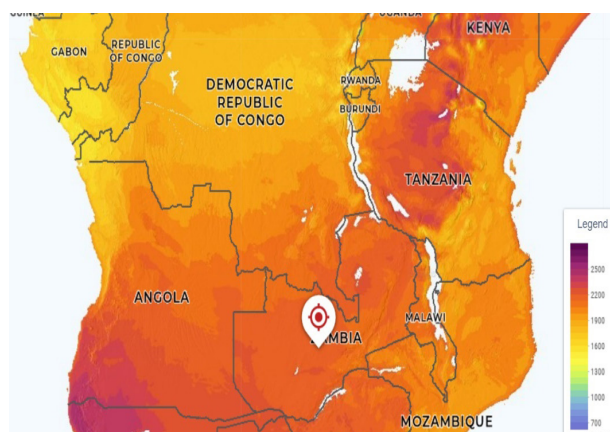 UGANDA
KENYA
GABON
REPUBLIC
OF CONGO
DEMOCRATIC
REPUBLIC
OF CONGO
RWANDA
BURUNDI
TANZANIA
Legend
2500
2200
1900
1600
1300
1000
700
ANGOLA
MALAWI
MOZAMBIQUE